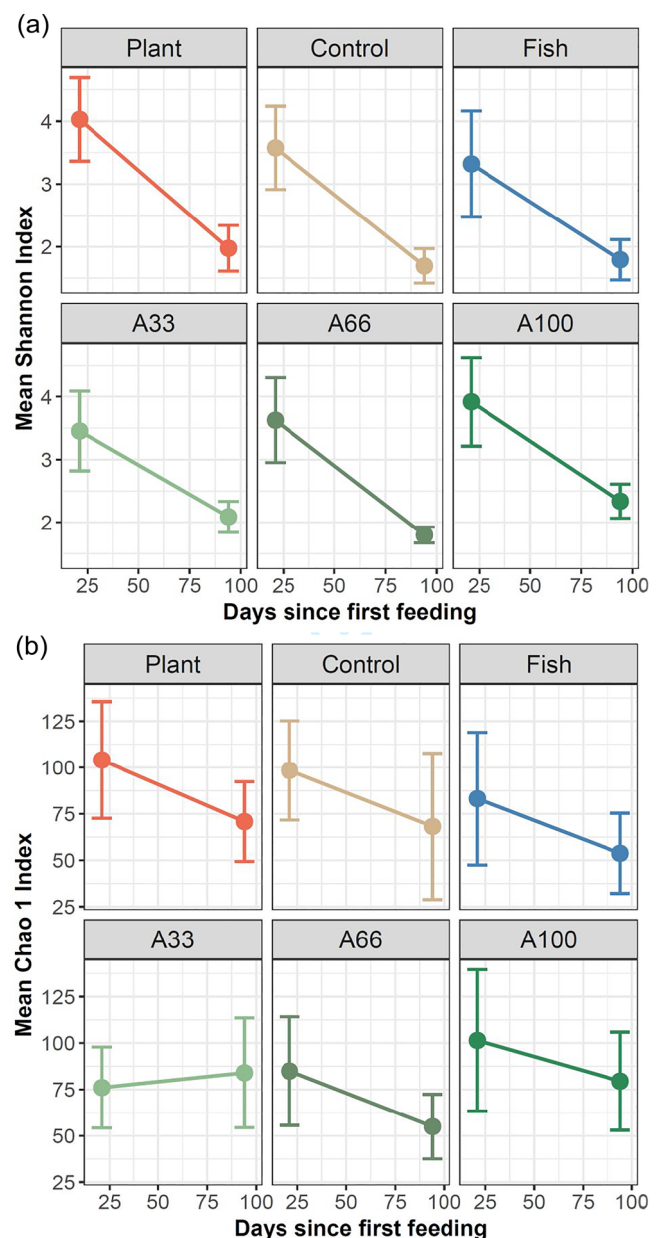 (a)
Plant Control Fish
4
3
2
A33 A66 A100
4
3
2
Mean Shannon Index
25 50 75 100 25 50 75 100 25 50 75 100
Days since first feeding
(b)
Plant Control Fish
125
100
75
50
25
A33 A66 A100
125
100
75
50
25
Mean Chao 1 Index
25 50 75 100 25 50 75 100 25 50 75 100
Days since first feeding